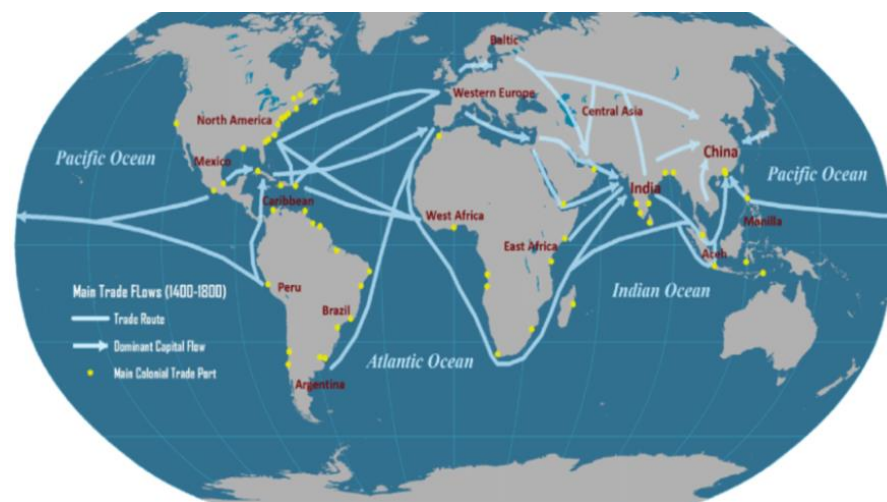 Baltic
Western Europe
North America
Central Asia
Pacific Ocean
Mexico
China
Pacific Ocean
India
Caribbean
West Africa
Manilla
East Africa
Aceh
Peru
Indian Ocean
Main Trade FLows (1400-1800)
Trade Route
Brazil
Dominant Capital Flow
Atlantic Ocean
Main Colonial Trade Port
Argentina